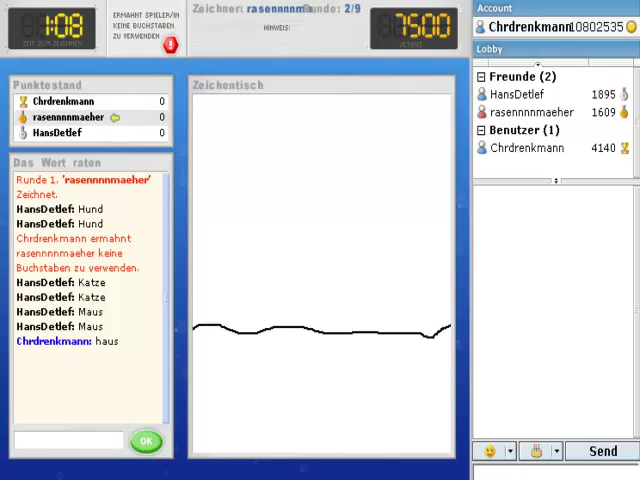 1:08
ZEIT ZUM ZEICHNEN
ERMAHNT SPIELER/IN
KEINE BUCHSTABEN
ZU VERWENDEN
Zeichner: rasennnnm
Runde: 2/9
HINWEIS:
7500
JETONS
Account
Chrdrenkmann 10802535
Lobby
Freunde (2)
HansDetlef 1895
rasennnnmaeher 1609
Benutzer (1)
Chrdrenkmann 4140
Punktestand
Chrdrenkmann 0
rasennnnmaeher 0
HansDetlef 0
Das Wort raten
Runde 1. 'rasennnnmaeher'
Zeichnet.
HansDetlef: Hund
HansDetlef: Hund
Chrdrenkmann ermahnt
rasennnnmaeher keine
Buchstaben zu verwenden.
HansDetlef: Katze
HansDetlef: Katze
HansDetlef: Maus
HansDetlef: Maus
Chrdrenkmann: haus
OK
Zeichentisch
Send